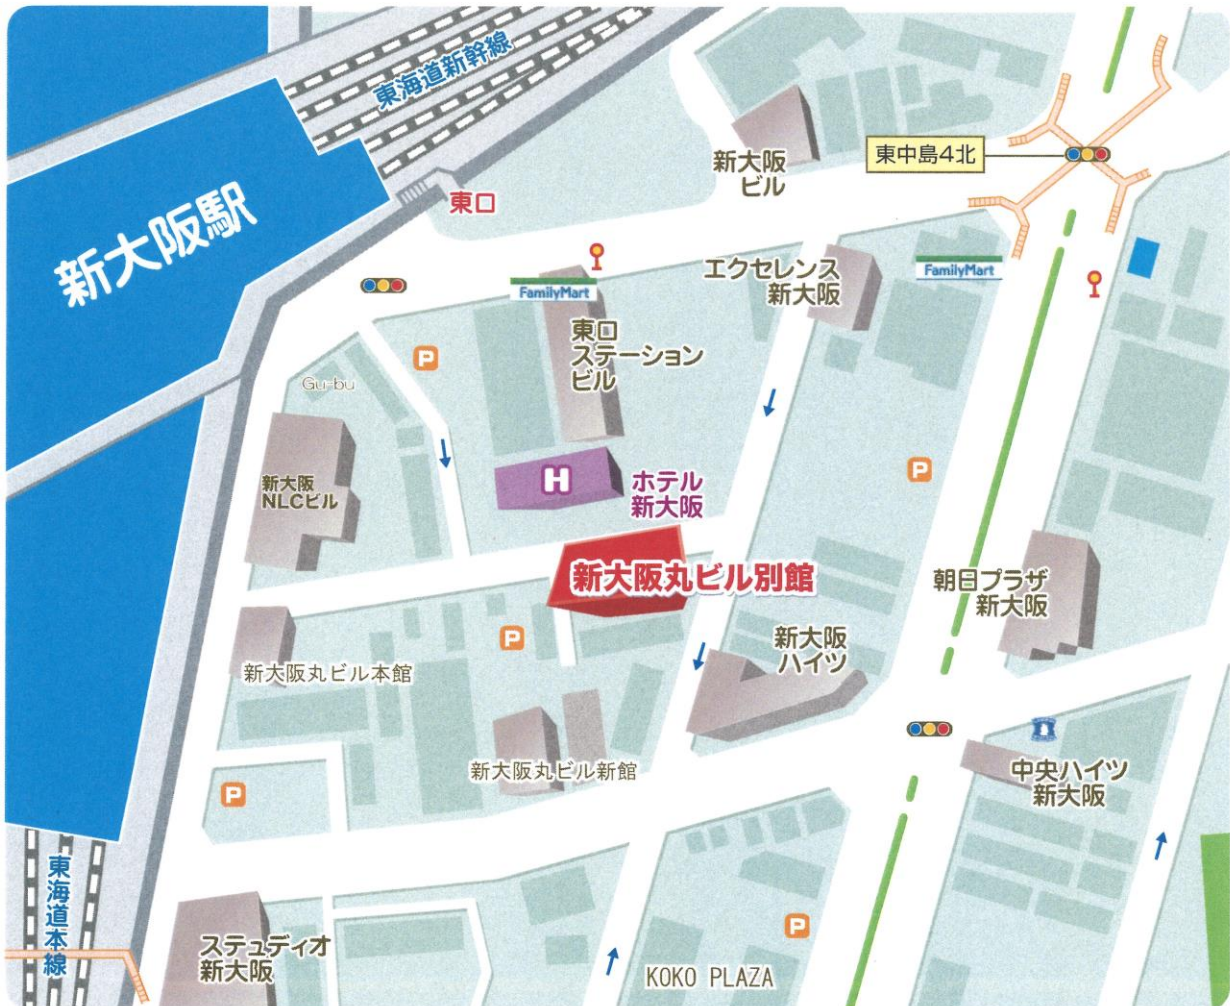 東海道新幹線
新大阪
ビル
東中島4北
新大阪駅
東口
FamilyMart
エクセレンス
新大阪
FamilyMart
東口
ステーション
ビル
P
Gu-bu
新大阪
NLCビル
H
ホテル
新大阪
P
新大阪丸ビル別館
朝日プラザ
新大阪
P
新大阪
ハイツ
新大阪丸ビル本館
新大阪丸ビル新館
中央ハイツ
新大阪
P
東海道本線
ステュディオ
新大阪
P
KOKO PLAZA